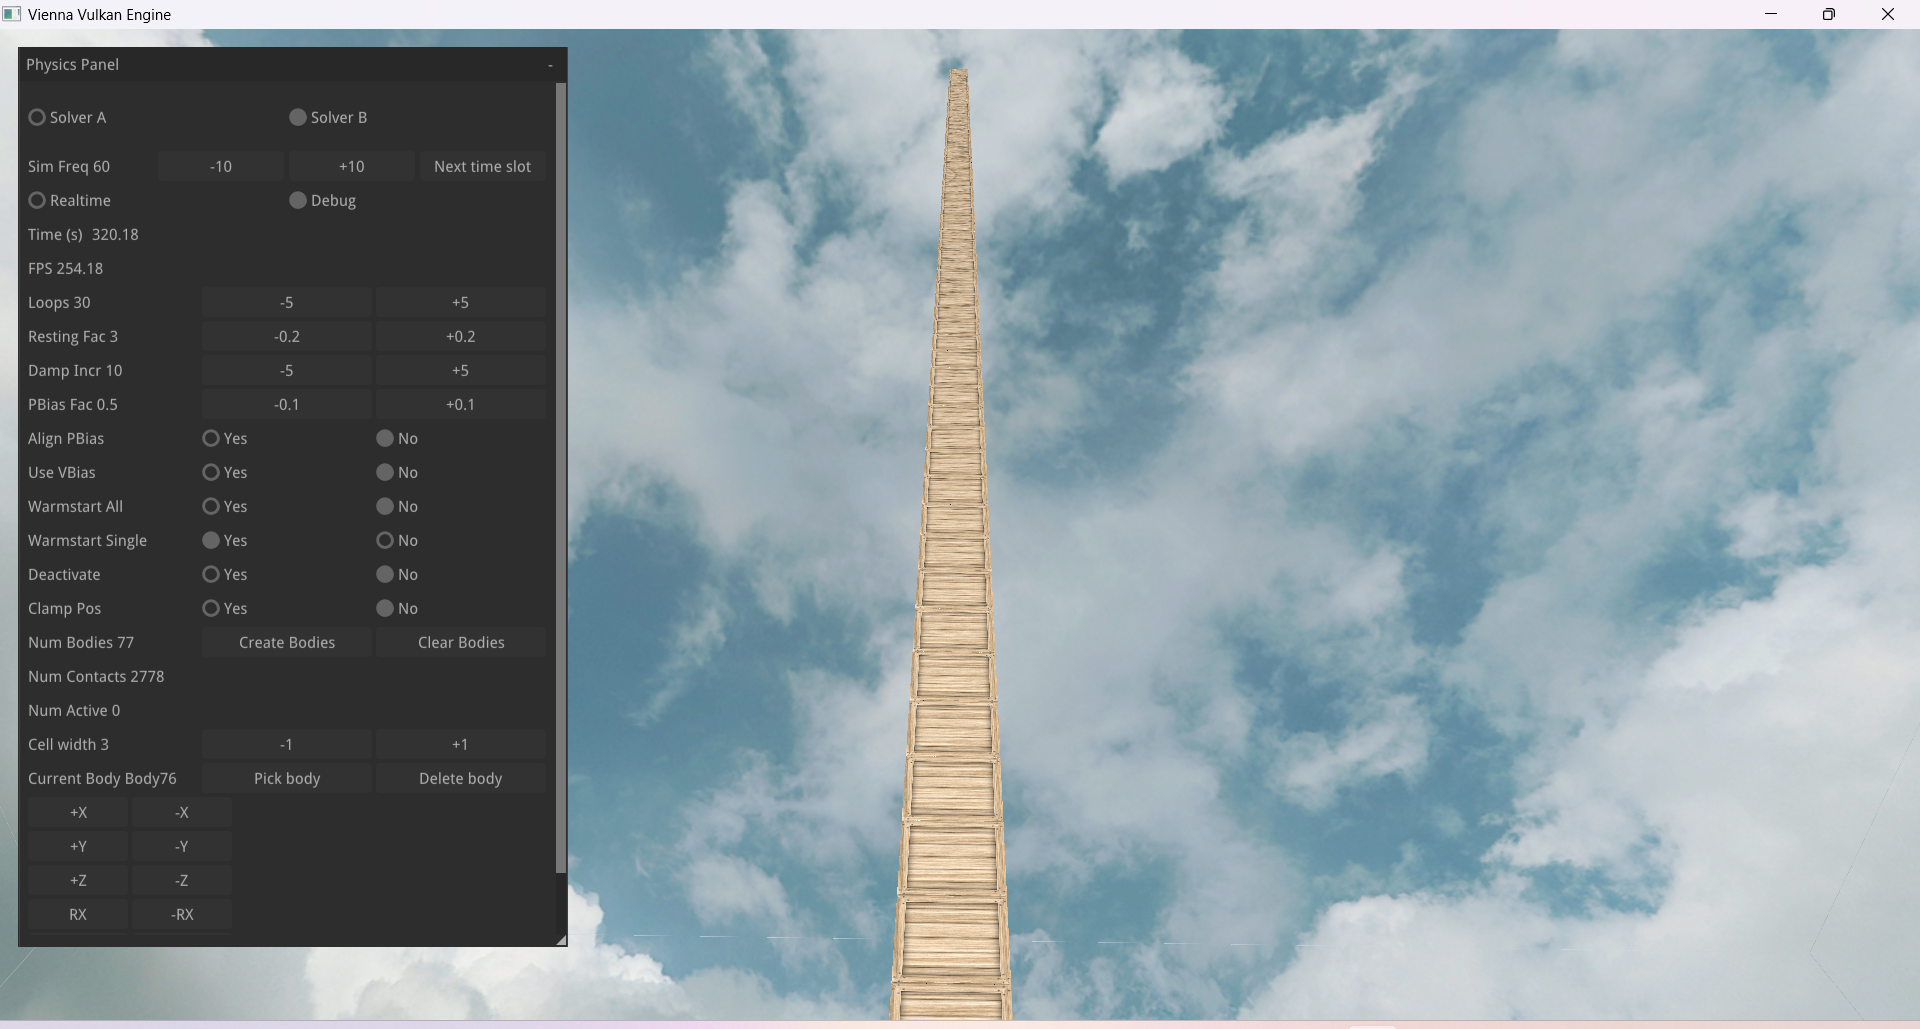 Vienna Vulkan Engine
Physics Panel -
Solver A Solver B
Sim Freq 60 -10 +10 Next time slot
Realtime Debug
Time (s) 320.18
FPS 254.18
Loops 30 -5 +5
Resting Fac 3 -0.2 +0.2
Damp Incr 10 -5 +5
PBias Fac 0.5 -0.1 +0.1
Align PBias Yes No
Use VBias Yes No
Warmstart All Yes No
Warmstart Single Yes No
Deactivate Yes No
Clamp Pos Yes No
Num Bodies 77 Create Bodies Clear Bodies
Num Contacts 2778
Num Active 0
Cell width 3 -1 +1
Current Body Body76 Pick body Delete body
+X -X
+Y -Y
+Z -Z
RX -RX